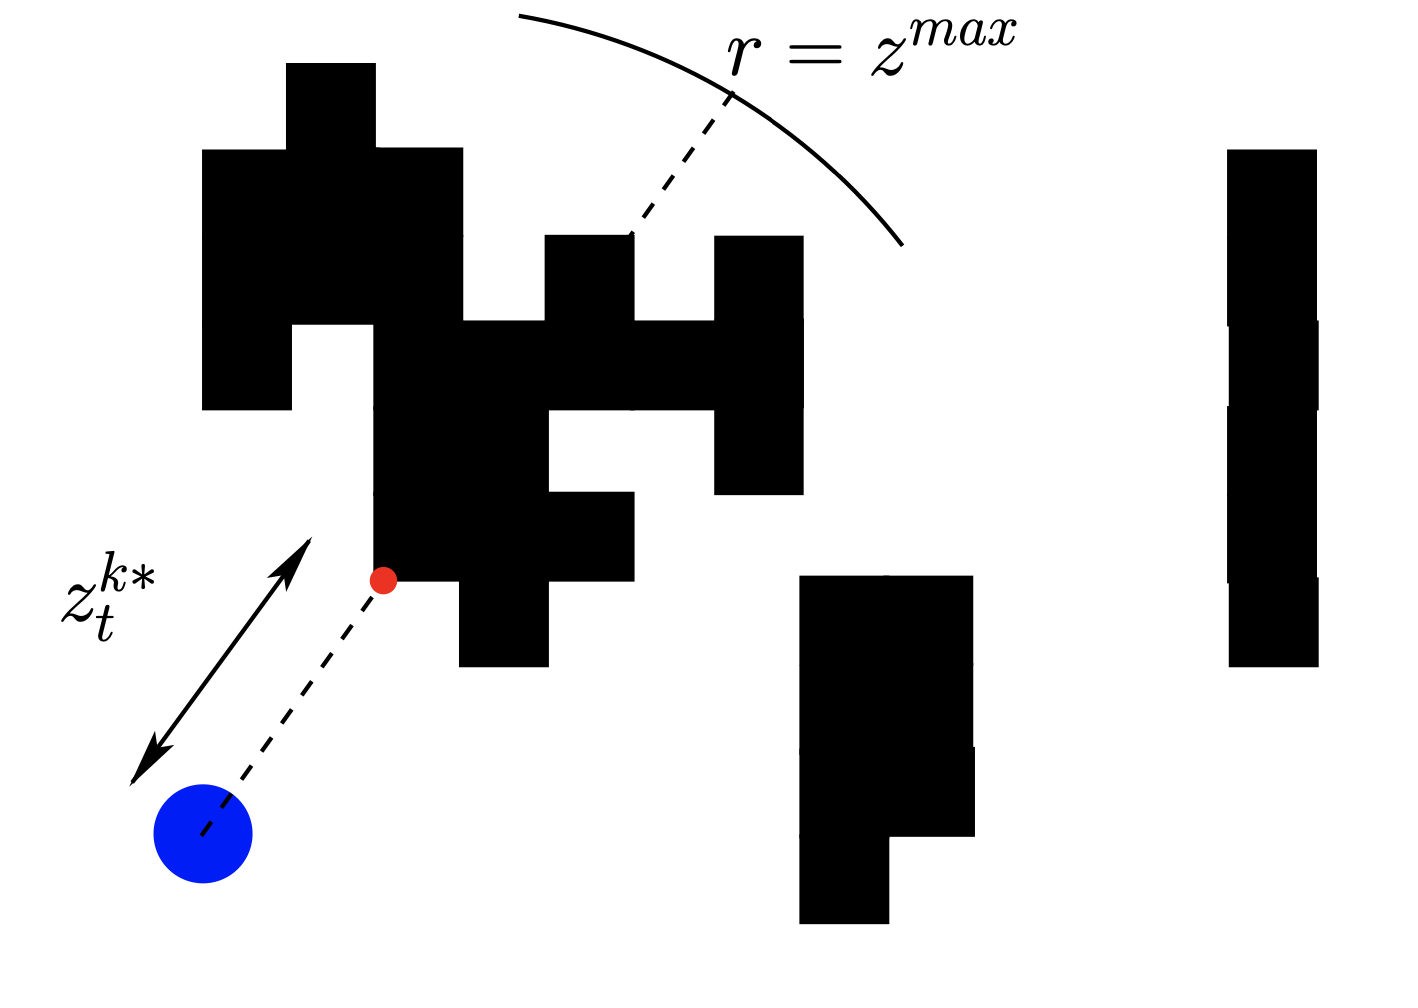 r = z^{max}
z_t^{k*}